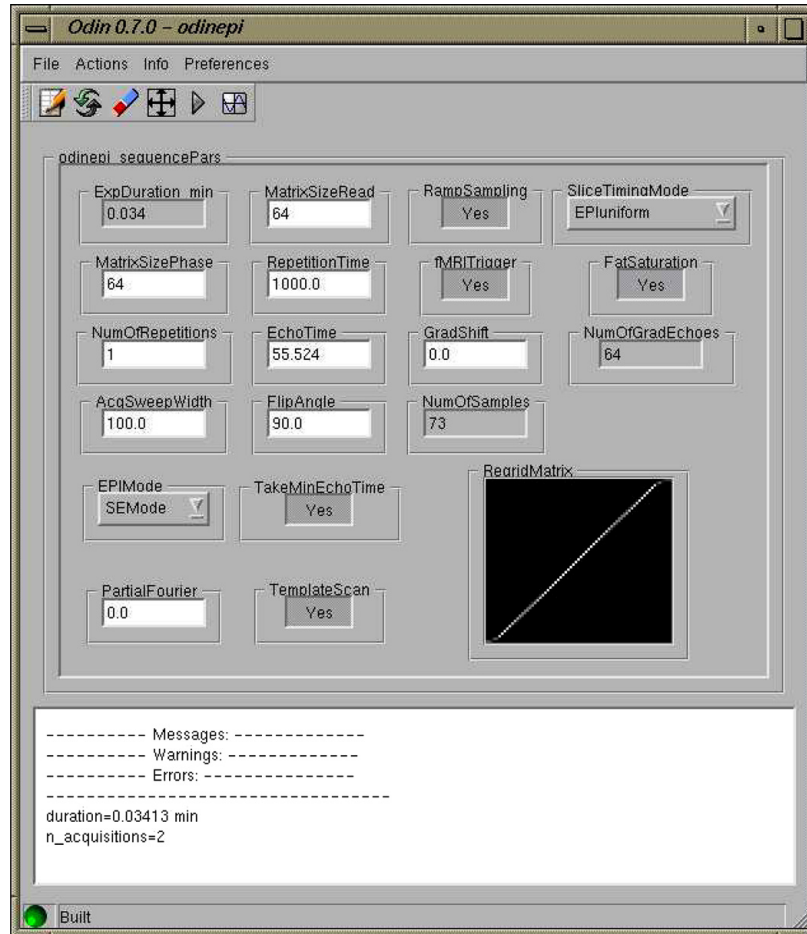 Odin 0.7.0 – odinepi
File Actions Info Preferences
odinepi_sequencePars
ExpDuration_min MatrixSizeRead RampSampling SliceTimingMode
0.034 64 Yes EPIuniform
MatrixSizePhase RepetitionTime fMRITrigger FatSaturation
64 1000.0 Yes Yes
NumOfRepetitions EchoTime GradShift NumOfGradEchoes
1 55.524 0.0 64
AcqSweepWidth FlipAngle NumOfSamples
100.0 90.0 73
EPIMode TakeMinEchoTime RegridMatrix
SEMode Yes
PartialFourier TemplateScan
0.0 Yes
---------- Messages: -------------
---------- Warnings: -------------
---------- Errors: ---------------
----------------------------------
duration=0.03413 min
n_acquisitions=2
Built